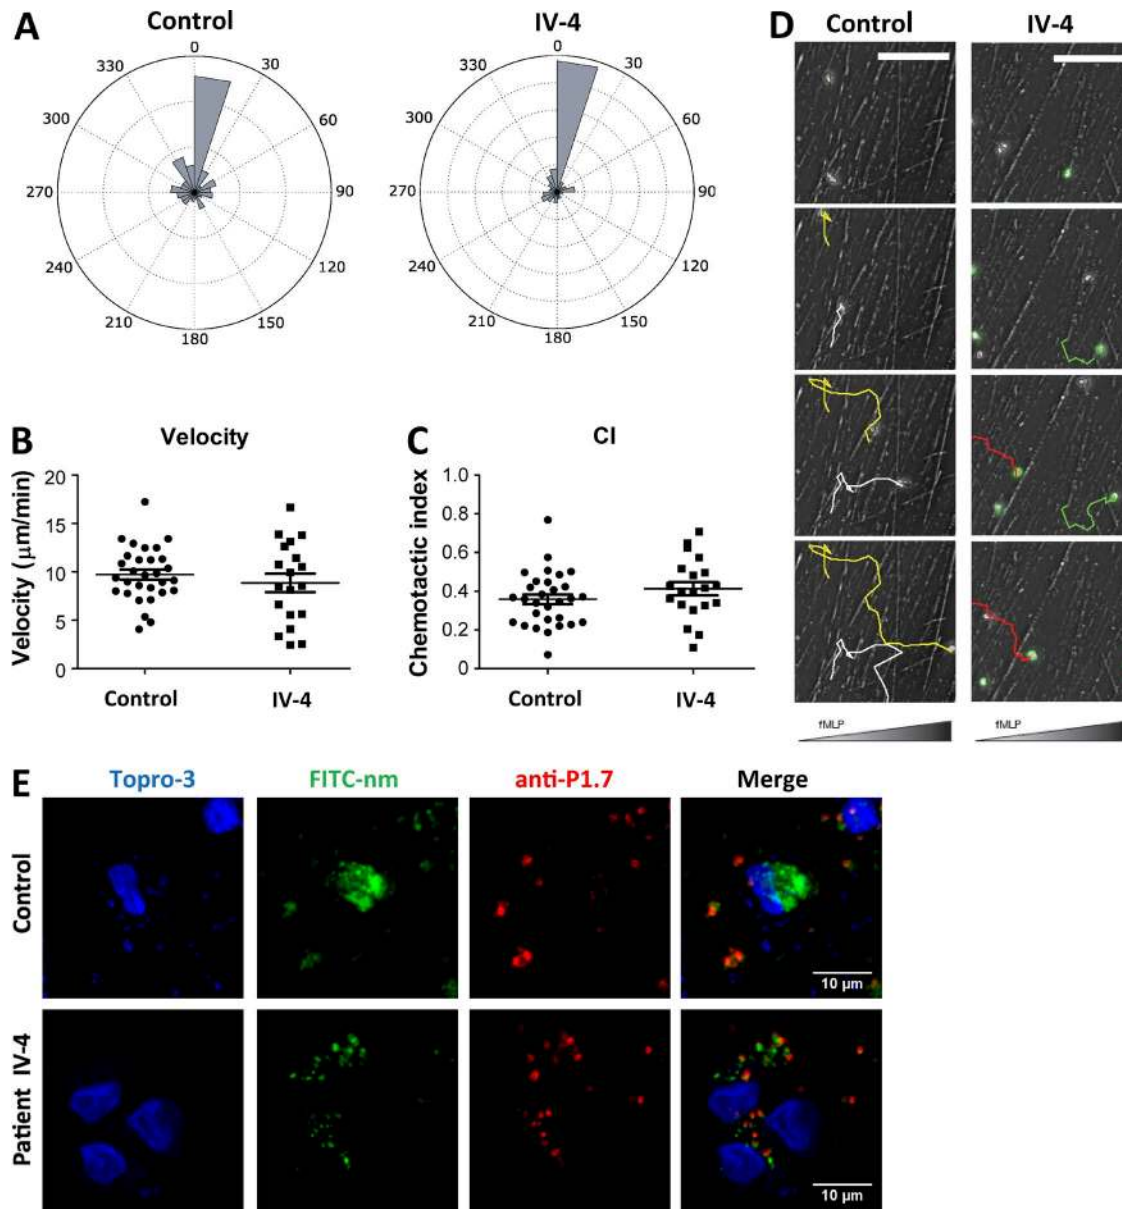 A
Control
IV-4
0
30
60
90
120
150
180
210
240
270
300
330
0
30
60
90
120
150
180
210
240
270
300
330
D
Control
IV-4
fMLP
fMLP
B
Velocity
Velocity (μm/min)
20
15
10
5
0
Control
IV-4
C
CI
Chemotactic index
1.0
0.8
0.6
0.4
0.2
0
Control
IV-4
E
Topro-3
FITC-nm
anti-P1.7
Merge
Control
10 μm
Patient IV-4
10 μm